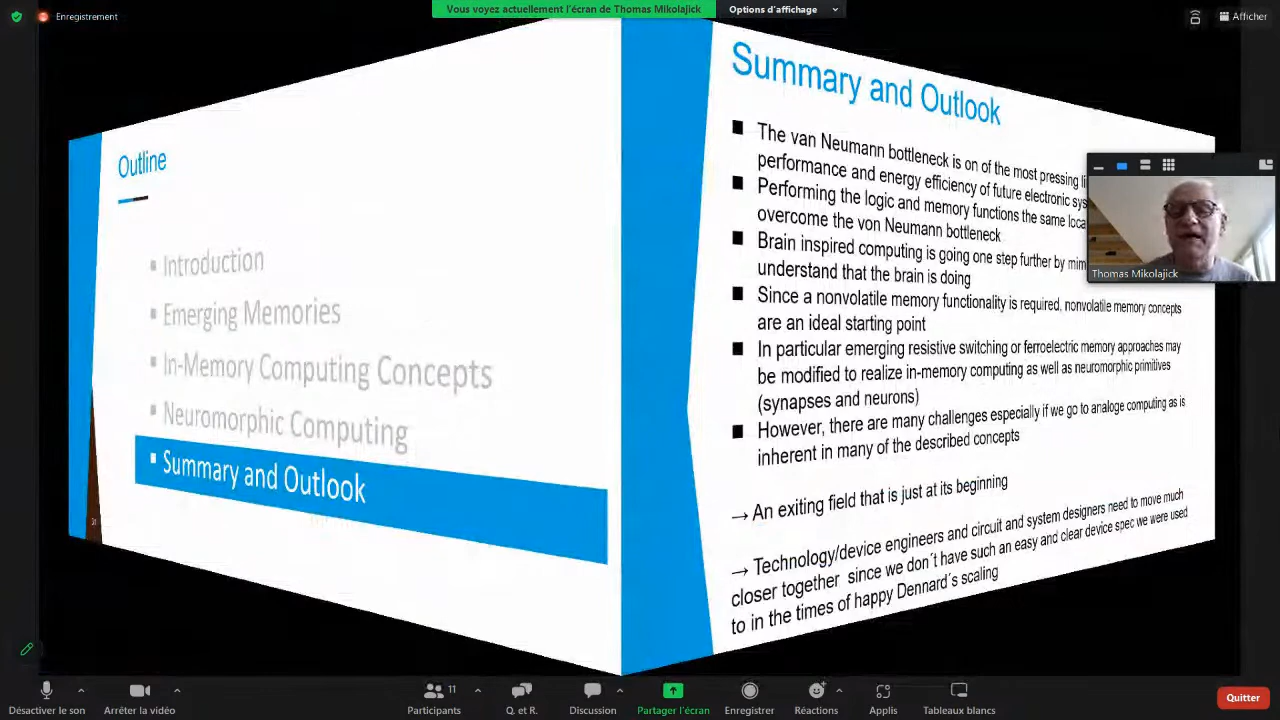 Enregistrement
Vous voyez actuellement l'écran de Thomas Mikolajick
Options d'affichage
Afficher
Outline
Introduction
Emerging Memories
In-Memory Computing Concepts
Neuromorphic Computing
Summary and Outlook
31
Summary and Outlook
The van Neumann bottleneck is on of the most pressing
performance and energy efficiency of future electronic
Performing the logic and memory functions the same
overcome the von Neumann bottleneck
Brain inspired computing is going one step further by
understand that the brain is doing
Since a nonvolatile memory functionality is required, nonvolatile memory concepts
are an ideal starting point
In particular emerging resistive switching or ferroelectric memory approaches may
be modified to realize in-memory computing as well as neuromorphic primitives
(synapses and neurons)
However, there are many challenges especially if we go to analoge computing as is
inherent in many of the described concepts
→ An exiting field that is just at its beginning
→ Technology/device engineers and circuit and system designers need to move much
closer together since we don´t have such an easy and clear device spec we were used
to in the times of happy Dennard´s scaling
Thomas Mikolajick
Désactiver le son
Arrêter la vidéo
11
Participants
Q. et R.
Discussion
Partager l'écran
Enregistrer
Réactions
Applis
Tableaux blancs
Quitter